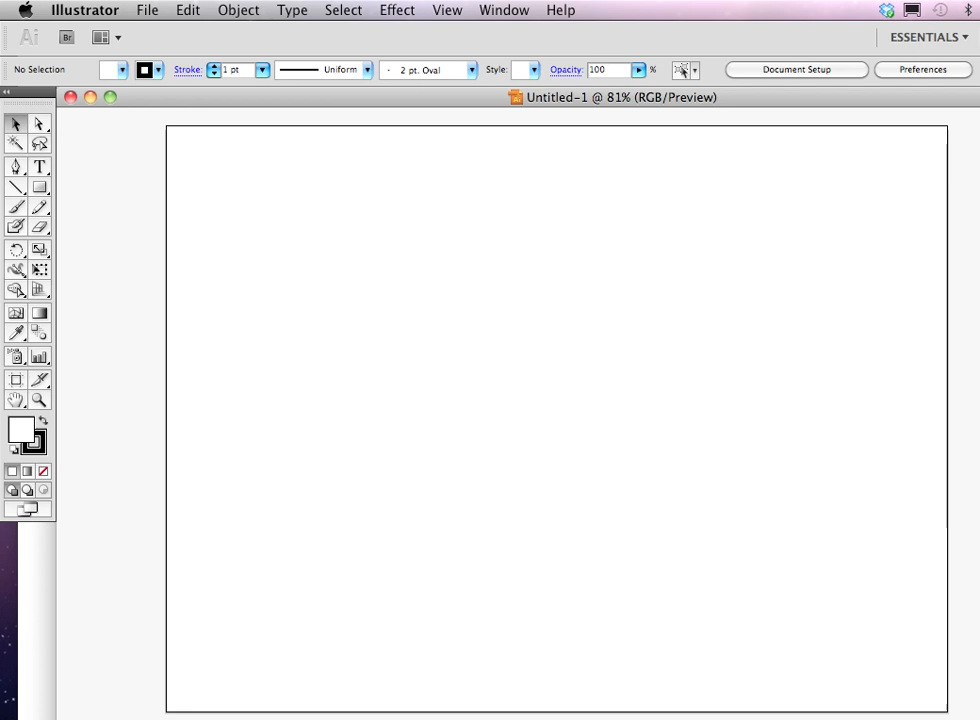 Illustrator File Edit Object Type Select Effect View Window Help
Ai Br ESSENTIALS
No Selection Stroke: 1 pt Uniform 2 pt. Oval Style: Opacity: 100 % Document Setup Preferences
Untitled-1 @ 81% (RGB/Preview)
T